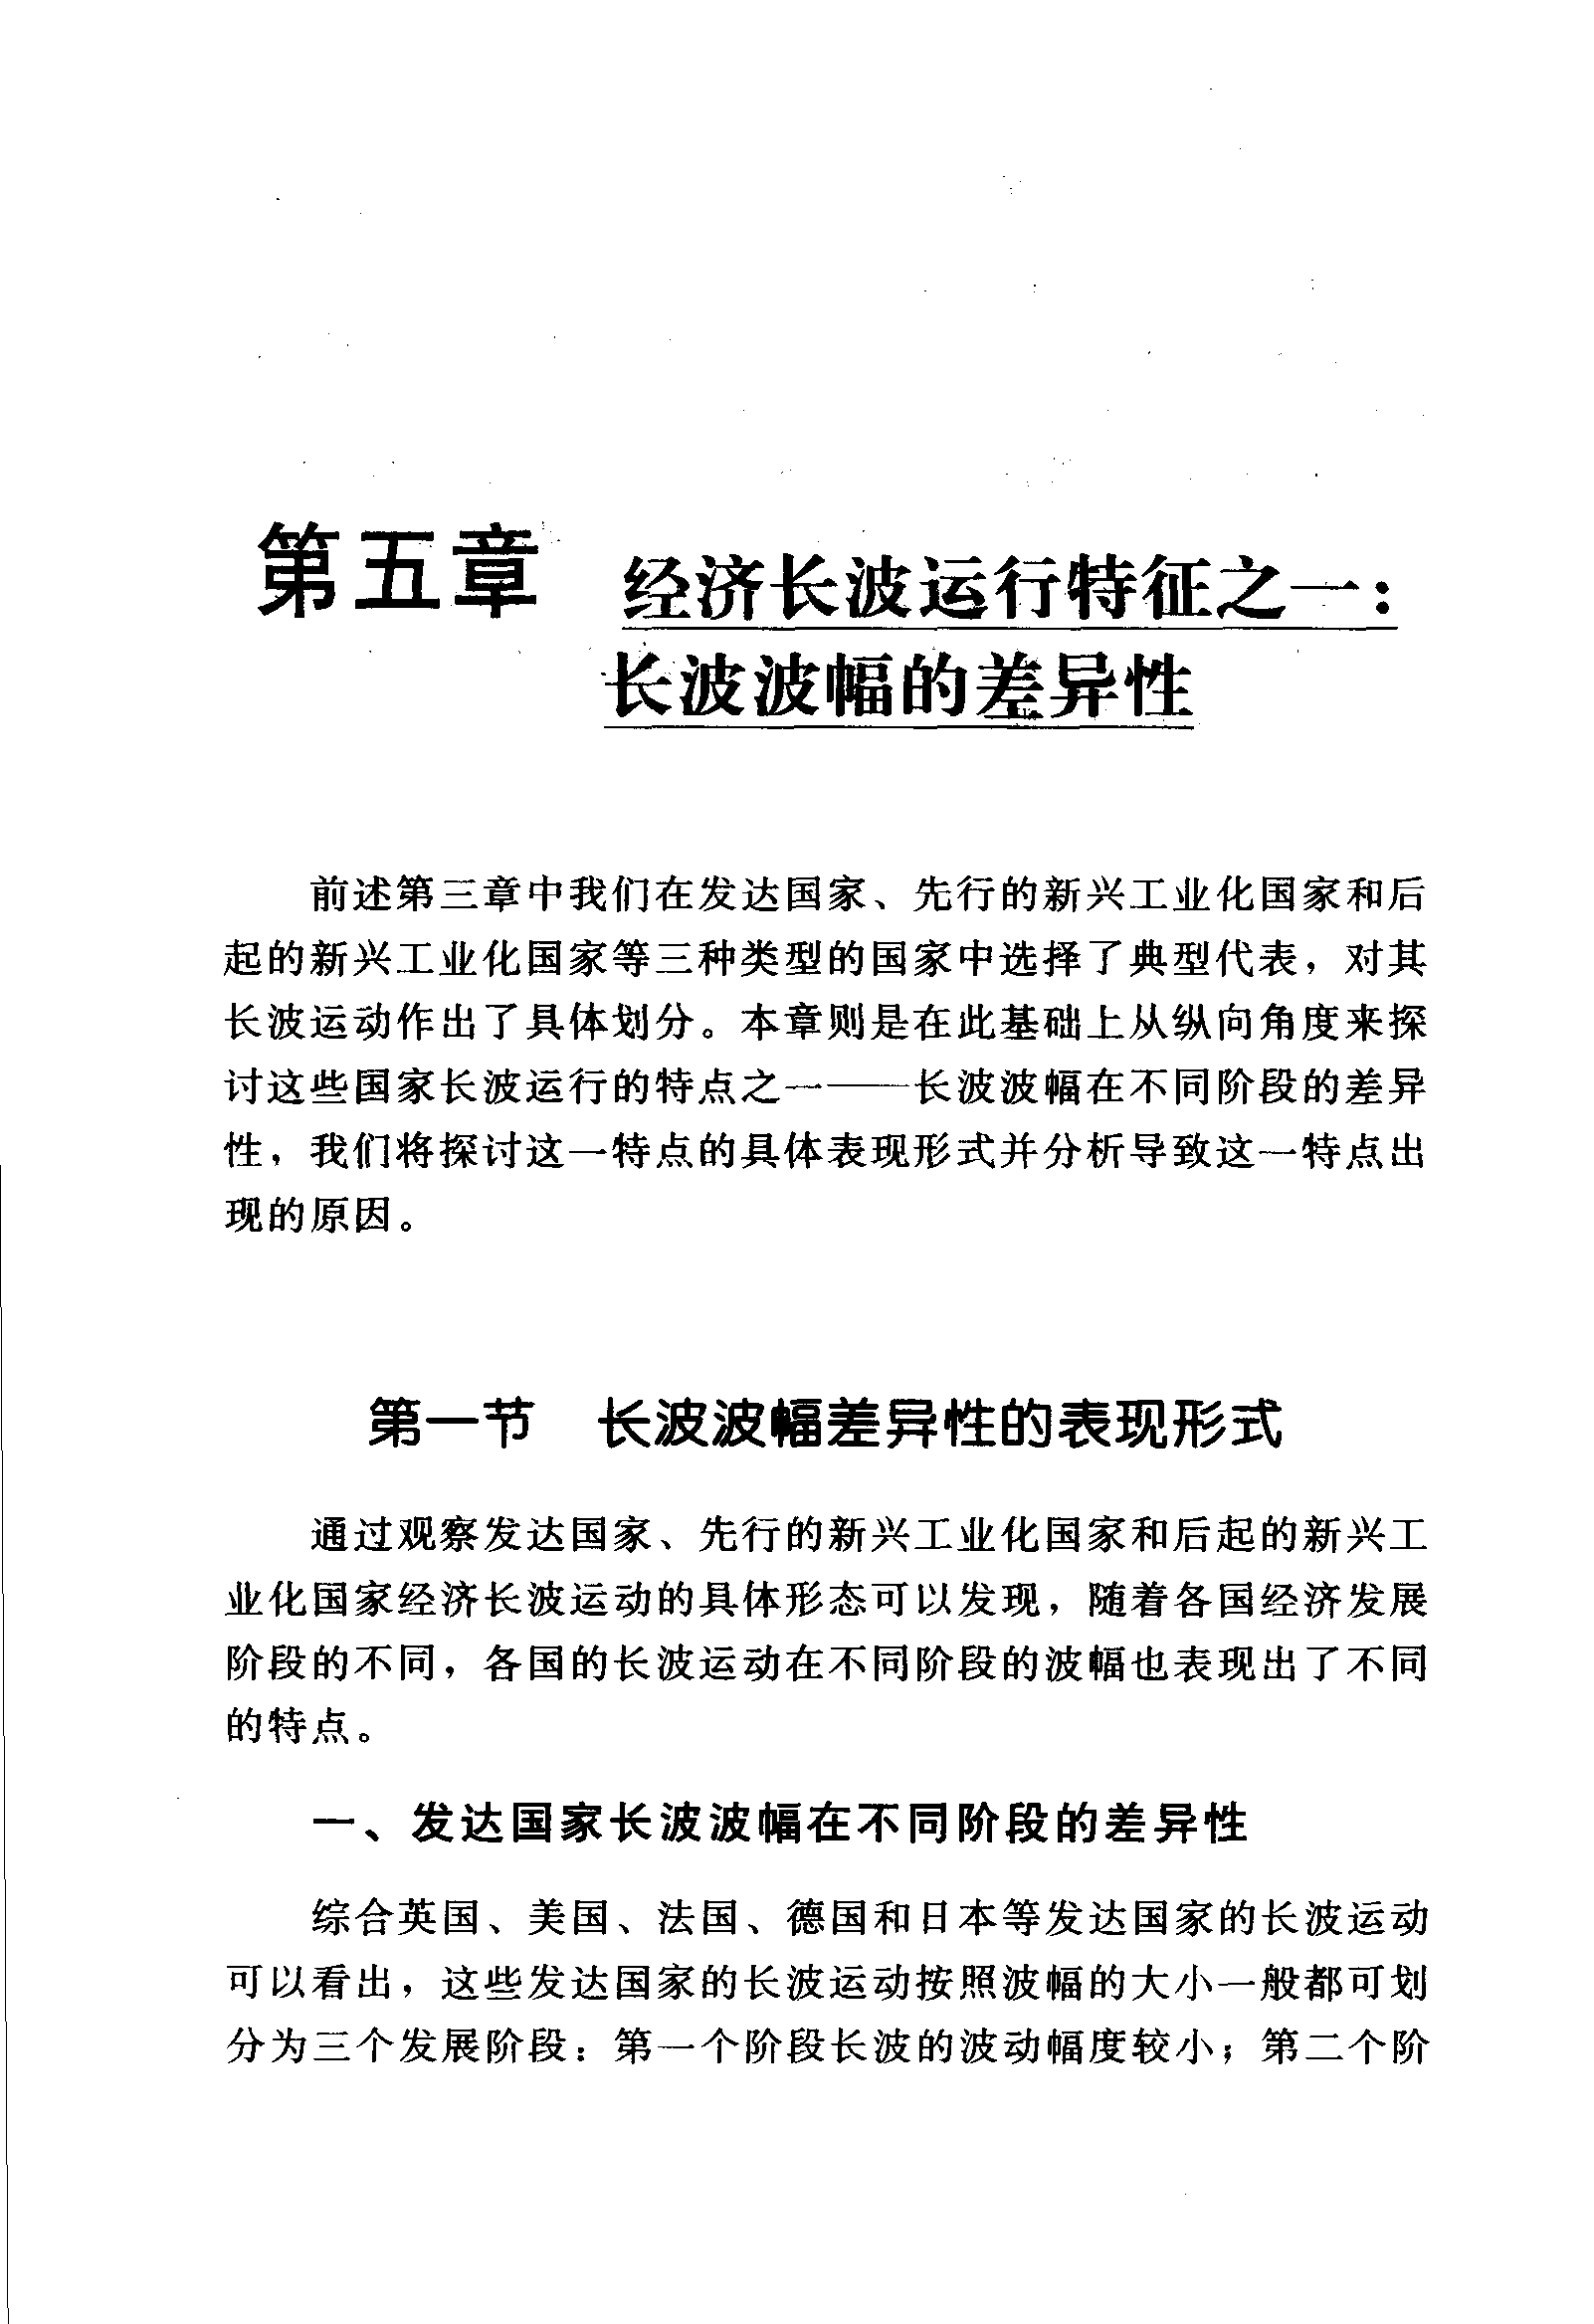 第五章 经济长波运行特征之一：
长波波幅的差异性
前述第三章中我们在发达国家、先行的新兴工业化国家和后
起的新兴工业化国家等三种类型的国家中选择了典型代表，对其
长波运动作出了具体划分。本章则是在此基础上从纵向角度来探
讨这些国家长波运行的特点之一——长波波幅在不同阶段的差异
性，我们将探讨这一特点的具体表现形式并分析导致这一特点出
现的原因。
第一节 长波波幅差异性的表现形式
通过观察发达国家、先行的新兴工业化国家和后起的新兴工
业化国家经济长波运动的具体形态可以发现，随着各国经济发展
阶段的不同，各国的长波运动在不同阶段的波幅也表现出了不同
的特点。
一、发达国家长波波幅在不同阶段的差异性
综合英国、美国、法国、德国和日本等发达国家的长波运动
可以看出，这些发达国家的长波运动按照波幅的大小一般都可划
分为三个发展阶段：第一个阶段长波的波动幅度较小；第二个阶